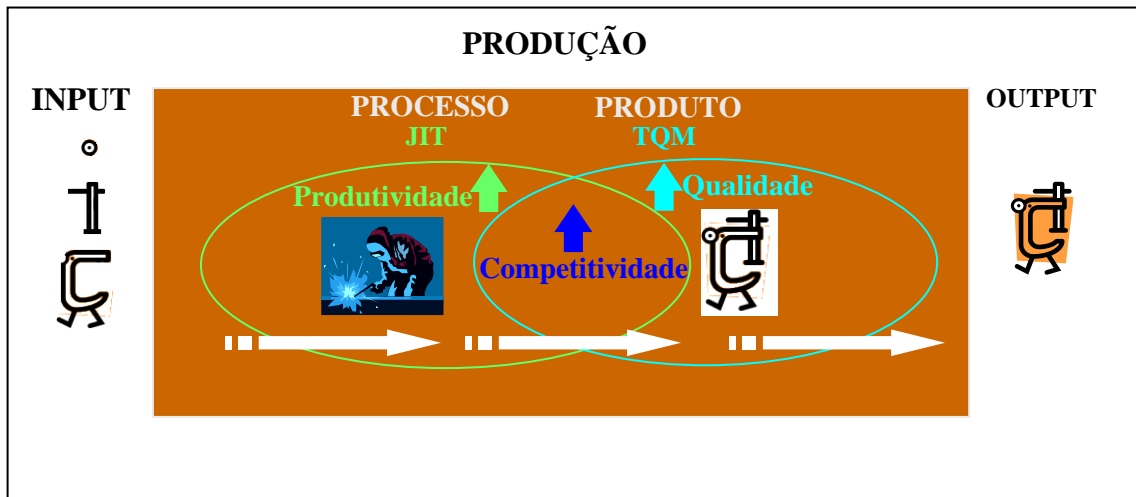 PRODUÇÃO
INPUT
OUTPUT
PROCESSO
PRODUTO
JIT
TQM
Produtividade
Qualidade
Competitividade